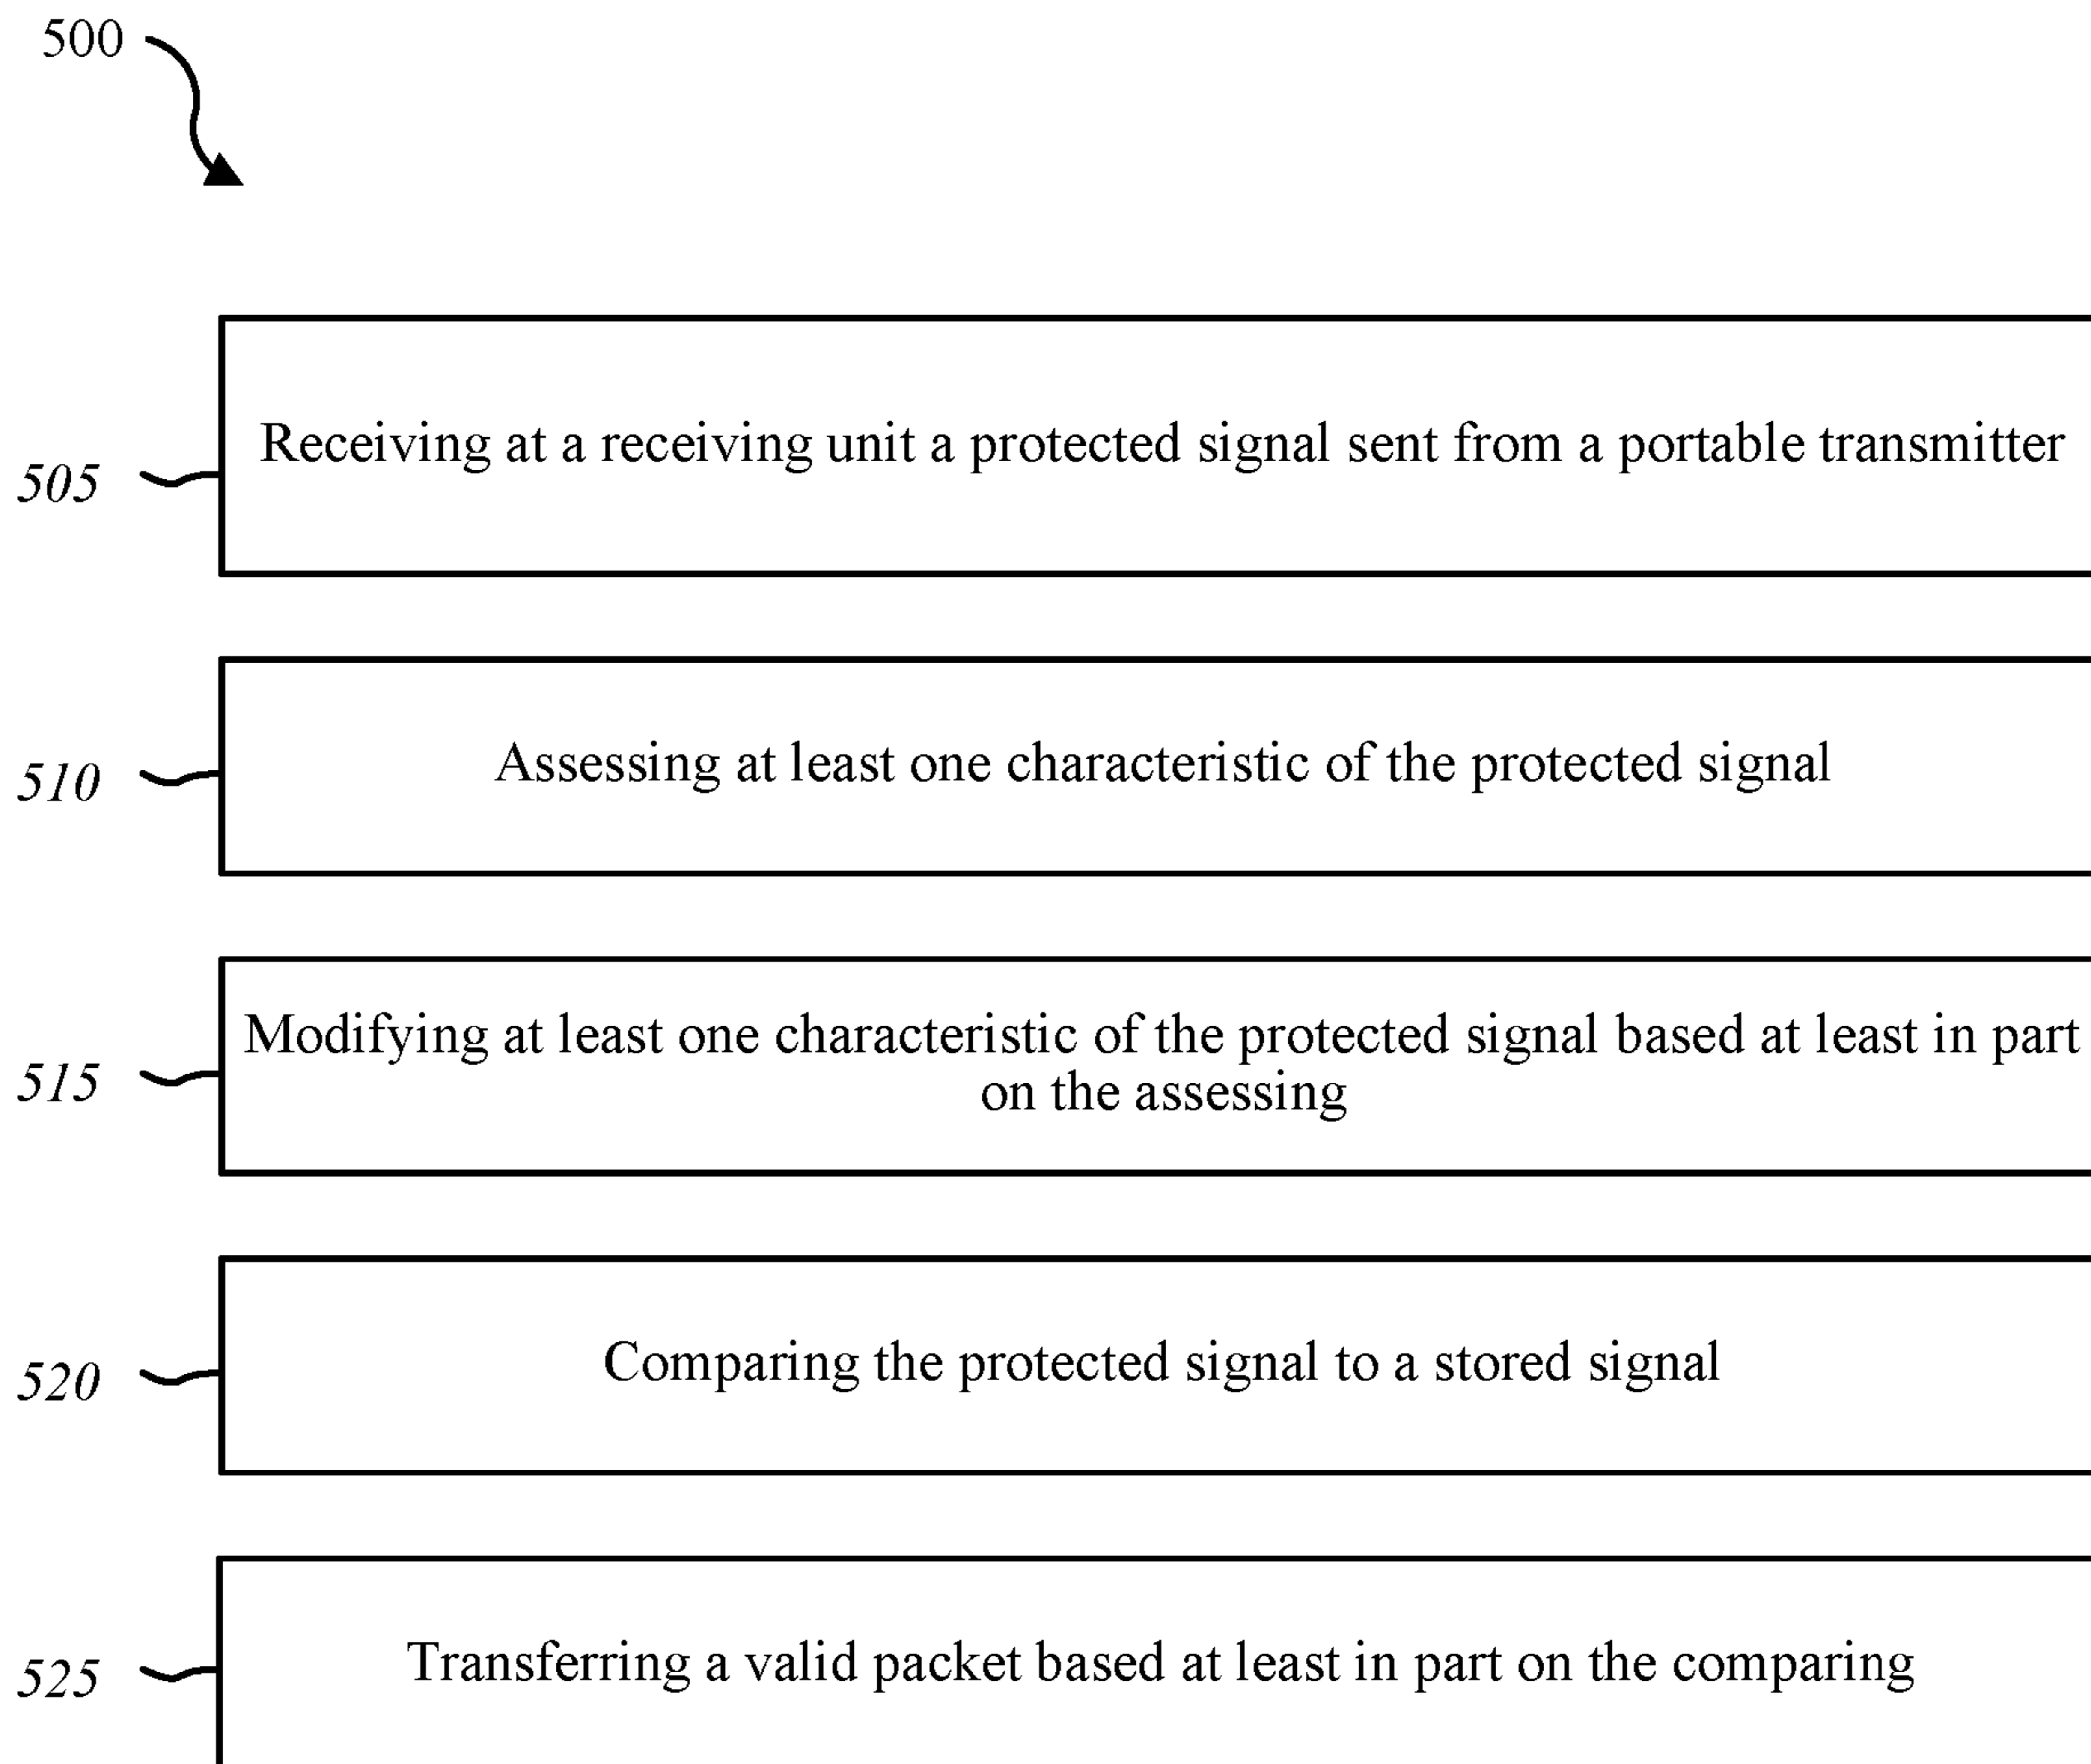 500
505
Receiving at a receiving unit a protected signal sent from a portable transmitter
510
Assessing at least one characteristic of the protected signal
515
Modifying at least one characteristic of the protected signal based at least in part
on the assessing
520
Comparing the protected signal to a stored signal
525
Transferring a valid packet based at least in part on the comparing